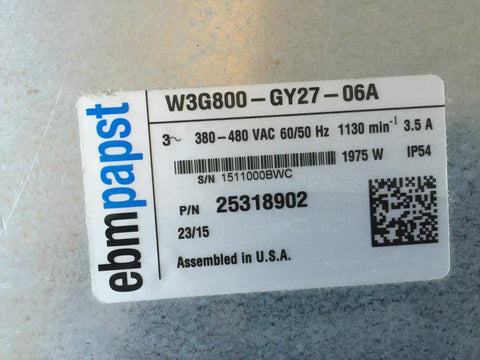 ebmpapst
W3G800-GY27-06A
3~ 380-480 VAC 60/50 Hz 1130 min⁻¹ 3.5 A
1975 W IP54
S/N 1511000BWC
P/N 25318902
23/15
Assembled in U.S.A.